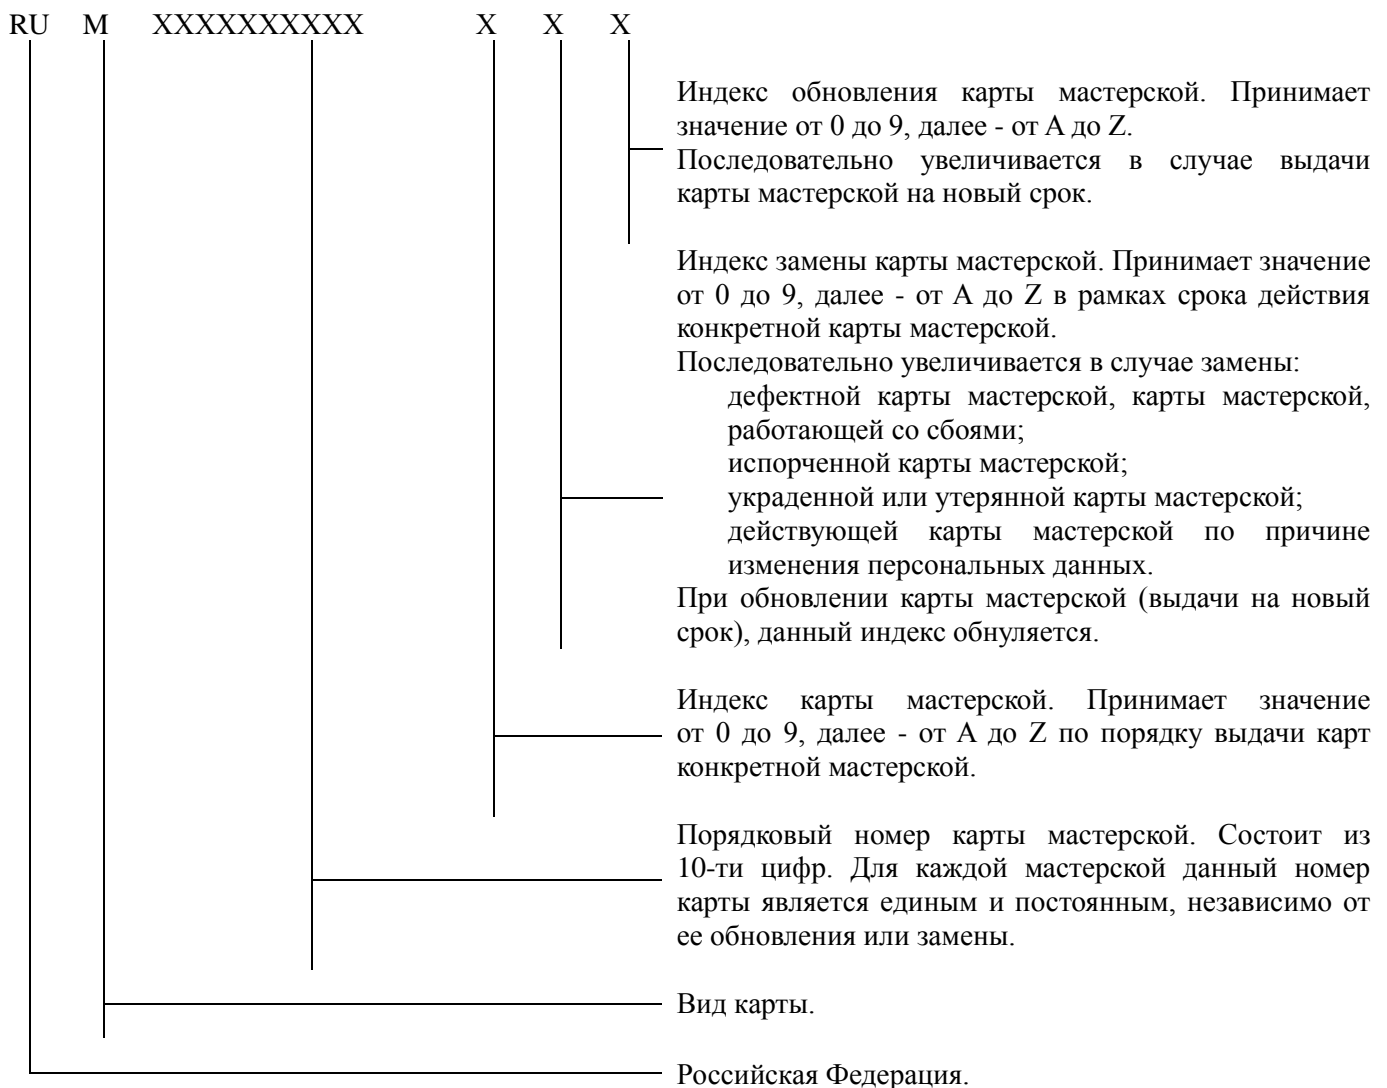 RU M XXXXXXXXXX X X X
Индекс обновления карты мастерской. Принимает
значение от 0 до 9, далее - от A до Z.
Последовательно увеличивается в случае выдачи
карты мастерской на новый срок.
Индекс замены карты мастерской. Принимает значение
от 0 до 9, далее - от A до Z в рамках срока действия
конкретной карты мастерской.
Последовательно увеличивается в случае замены:
дефектной карты мастерской, карты мастерской,
работающей со сбоями;
испорченной карты мастерской;
украденной или утерянной карты мастерской;
действующей карты мастерской по причине
изменения персональных данных.
При обновлении карты мастерской (выдачи на новый
срок), данный индекс обнуляется.
Индекс карты мастерской. Принимает значение
от 0 до 9, далее - от A до Z по порядку выдачи карт
конкретной мастерской.
Порядковый номер карты мастерской. Состоит из
10-ти цифр. Для каждой мастерской данный номер
карты является единым и постоянным, независимо от
ее обновления или замены.
Вид карты.
Российская Федерация.